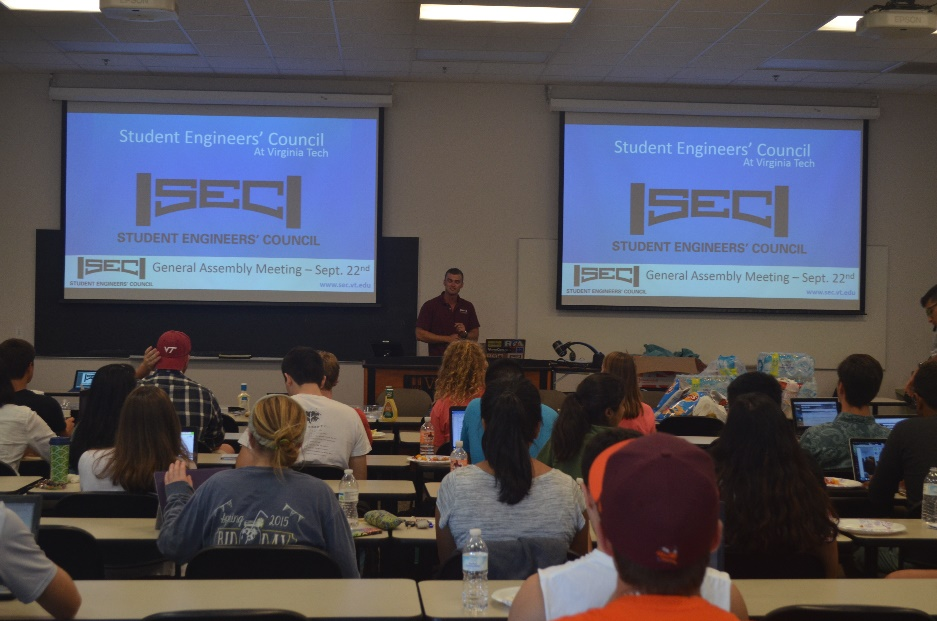 EPSON
EPSON
Student Engineers' Council
At Virginia Tech
SEC
STUDENT ENGINEERS' COUNCIL
SEC
STUDENT ENGINEERS' COUNCIL
General Assembly Meeting – Sept. 22nd
www.sec.vt.edu
Student Engineers' Council
At Virginia Tech
SEC
STUDENT ENGINEERS' COUNCIL
SEC
STUDENT ENGINEERS' COUNCIL
General Assembly Meeting – Sept. 22nd
www.sec.vt.edu
VT
2015